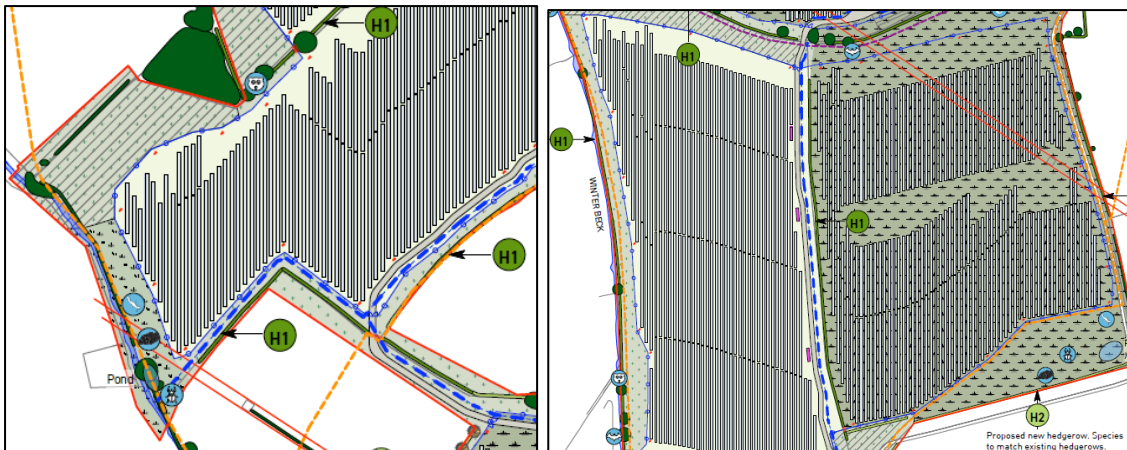 H1
H1
H1
Pond
H1
H1
WINTER BECK
H1
H2
Proposed new hedgerow. Species
to match existing hedgerows.